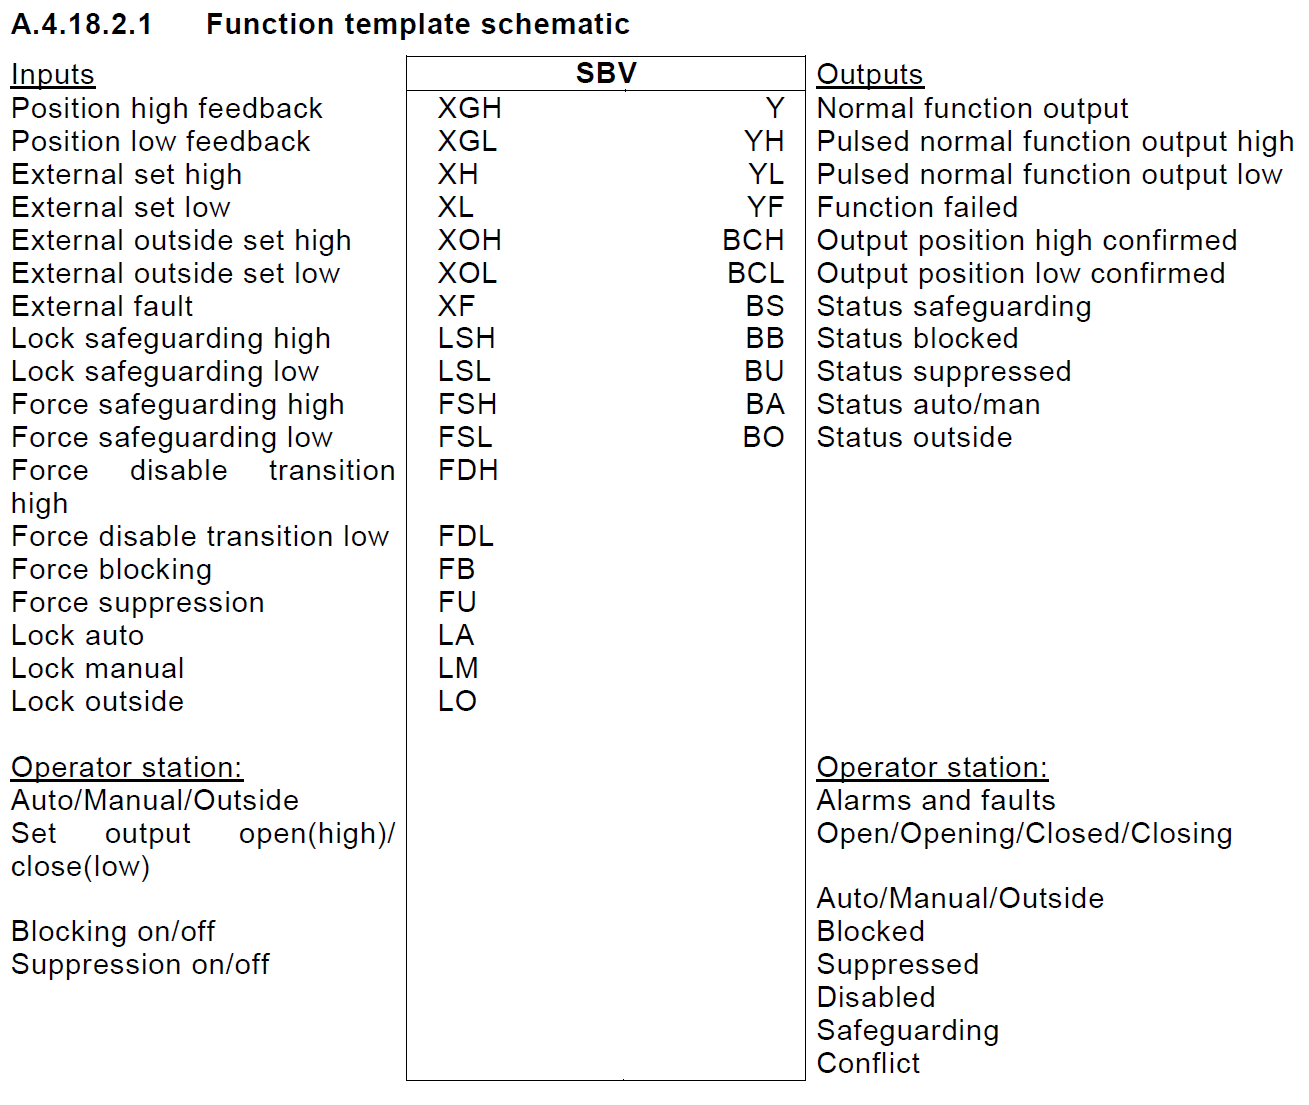 A.4.18.2.1 Function template schematic
Inputs SBV Outputs
Position high feedback XGH Y Normal function output
Position low feedback XGL YH Pulsed normal function output high
External set high XH YL Pulsed normal function output low
External set low XL YF Function failed
External outside set high XOH BCH Output position high confirmed
External outside set low XOL BCL Output position low confirmed
External fault XF BS Status safeguarding
Lock safeguarding high LSH BB Status blocked
Lock safeguarding low LSL BU Status suppressed
Force safeguarding high FSH BA Status auto/man
Force safeguarding low FSL BO Status outside
Force disable transition FDH
high
Force disable transition low FDL
Force blocking FB
Force suppression FU
Lock auto LA
Lock manual LM
Lock outside LO
Operator station: Operator station:
Auto/Manual/Outside Alarms and faults
Set output open(high)/ Open/Opening/Closed/Closing
close(low)
Auto/Manual/Outside
Blocking on/off Blocked
Suppression on/off Suppressed
Disabled
Safeguarding
Conflict